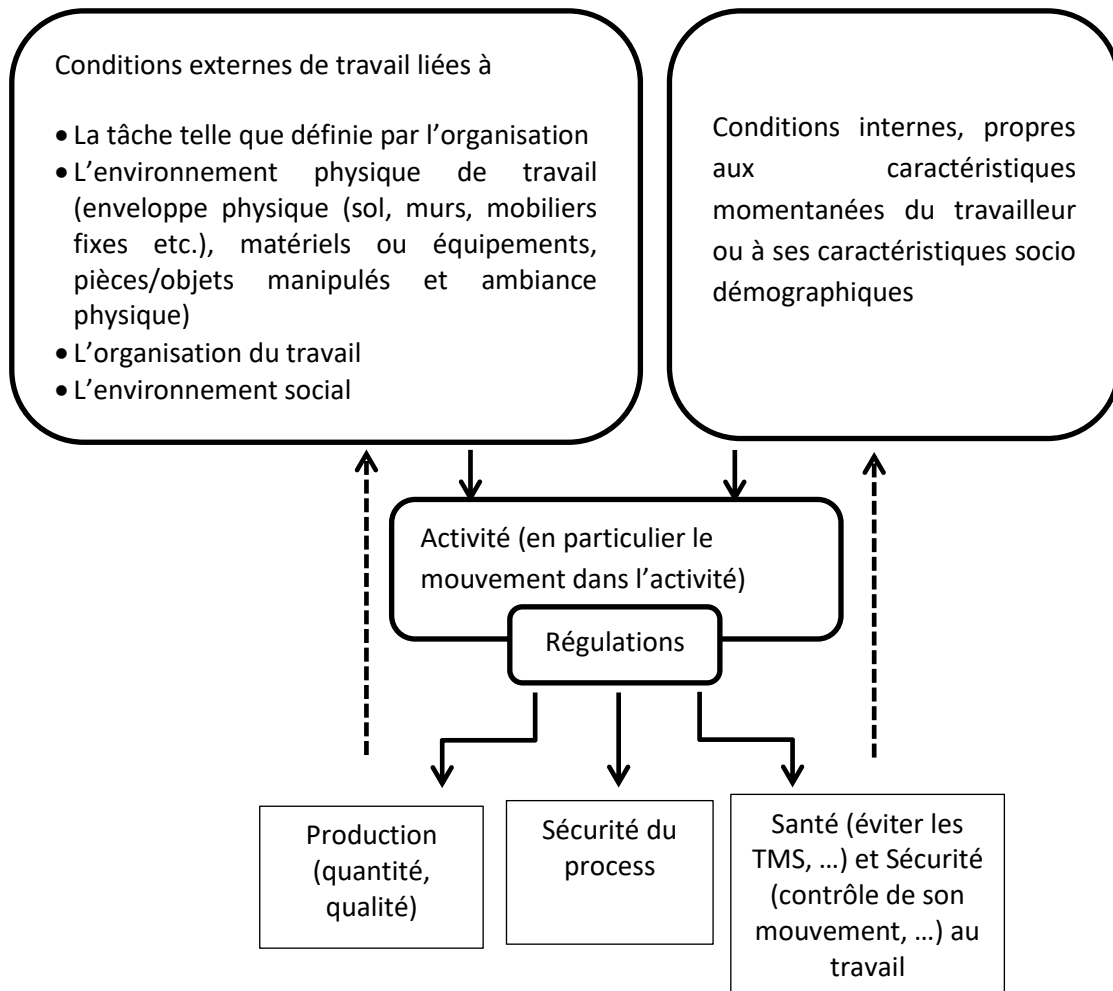 Conditions externes de travail liées à
• La tâche telle que définie par l’organisation
• L’environnement physique de travail
(enveloppe physique (sol, murs, mobiliers
fixes etc.), matériels ou équipements,
pièces/objets manipulés et ambiance
physique)
• L’organisation du travail
• L’environnement social
Conditions internes, propres
aux caractéristiques
momentanées du travailleur
ou à ses caractéristiques socio
démographiques
Activité (en particulier le
mouvement dans l’activité)
Régulations
Production
(quantité,
qualité)
Sécurité du
process
Santé (éviter les
TMS, …) et Sécurité
(contrôle de son
mouvement, …) au
travail